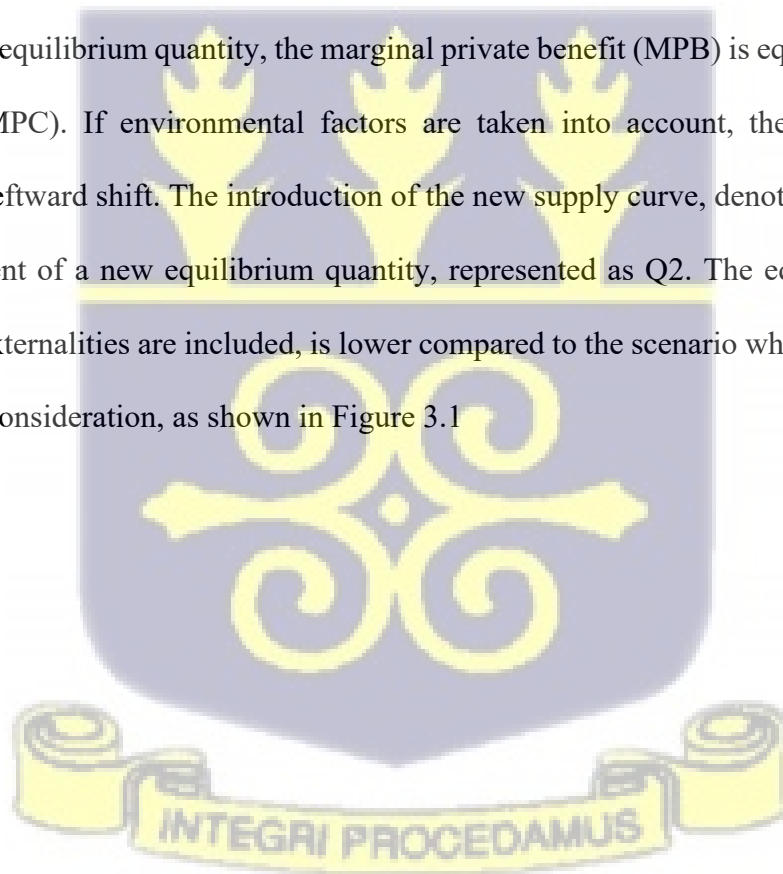 equilibrium quantity, the marginal private benefit (MPB) is eq
MPC). If environmental factors are taken into account, the
eftward shift. The introduction of the new supply curve, denot
ent of a new equilibrium quantity, represented as Q2. The e
xternalities are included, is lower compared to the scenario wh
onsideration, as shown in Figure 3.1
INTEGRI PROCEDAMUS